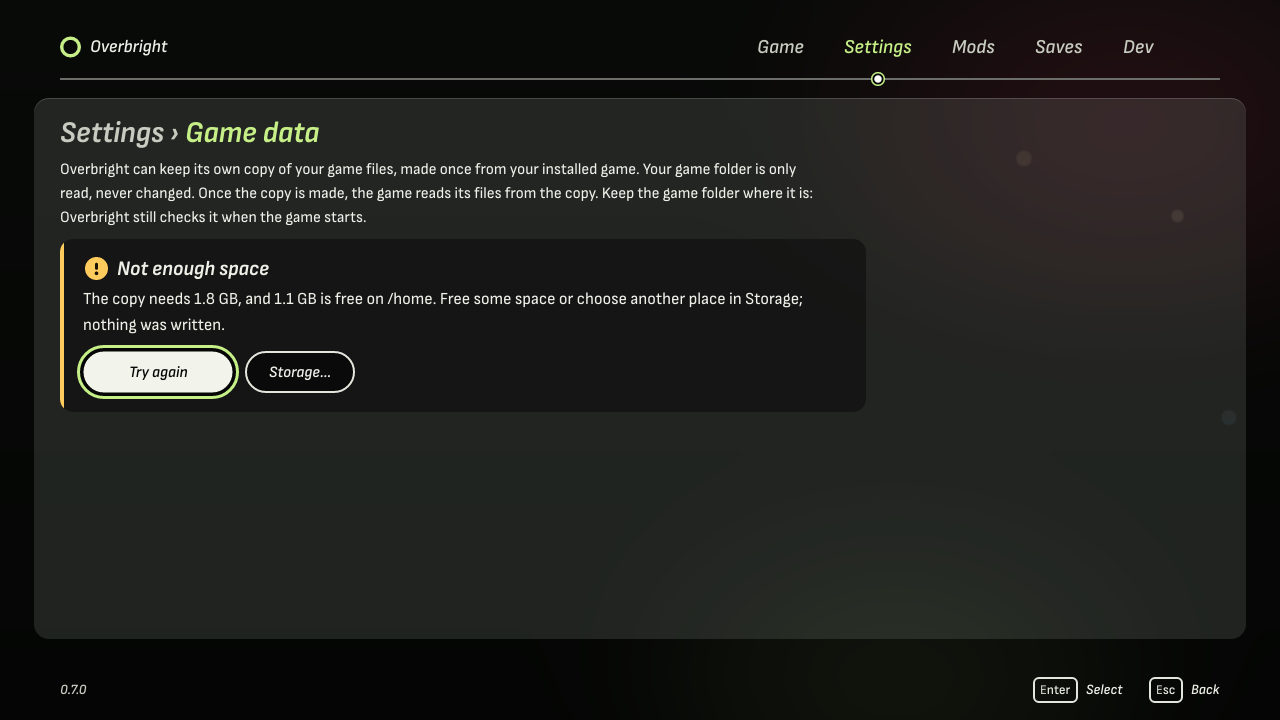 Overbright
Game Settings Mods Saves Dev
Settings › Game data
Overbright can keep its own copy of your game files, made once from your installed game. Your game folder is only
read, never changed. Once the copy is made, the game reads its files from the copy. Keep the game folder where it is:
Overbright still checks it when the game starts.
Not enough space
The copy needs 1.8 GB, and 1.1 GB is free on /home. Free some space or choose another place in Storage;
nothing was written.
Try again Storage...
0.7.0 Enter Select Esc Back